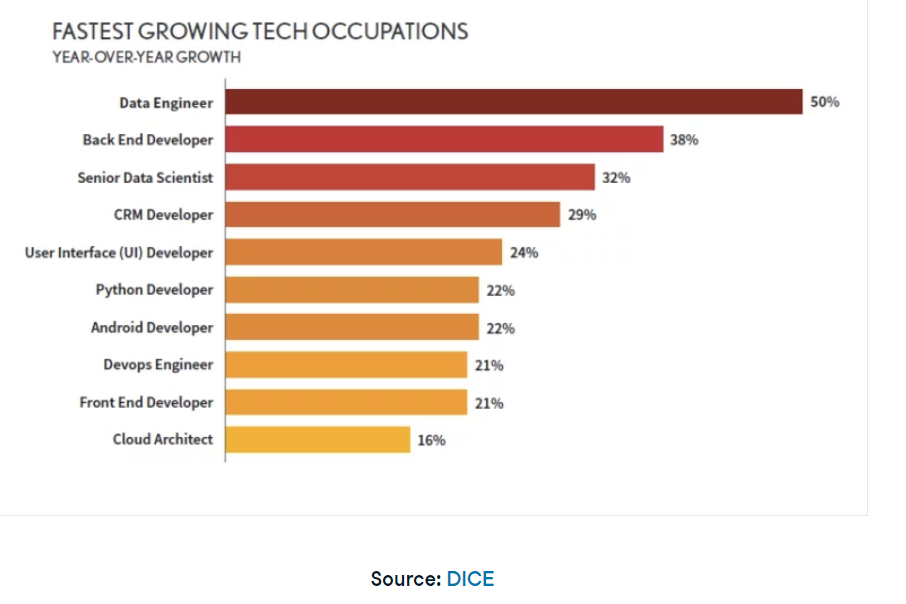 FASTEST GROWING TECH OCCUPATIONS
YEAR-OVER-YEAR GROWTH
Data Engineer 50%
Back End Developer 38%
Senior Data Scientist 32%
CRM Developer 29%
User Interface (UI) Developer 24%
Python Developer 22%
Android Developer 22%
Devops Engineer 21%
Front End Developer 21%
Cloud Architect 16%
Source: DICE